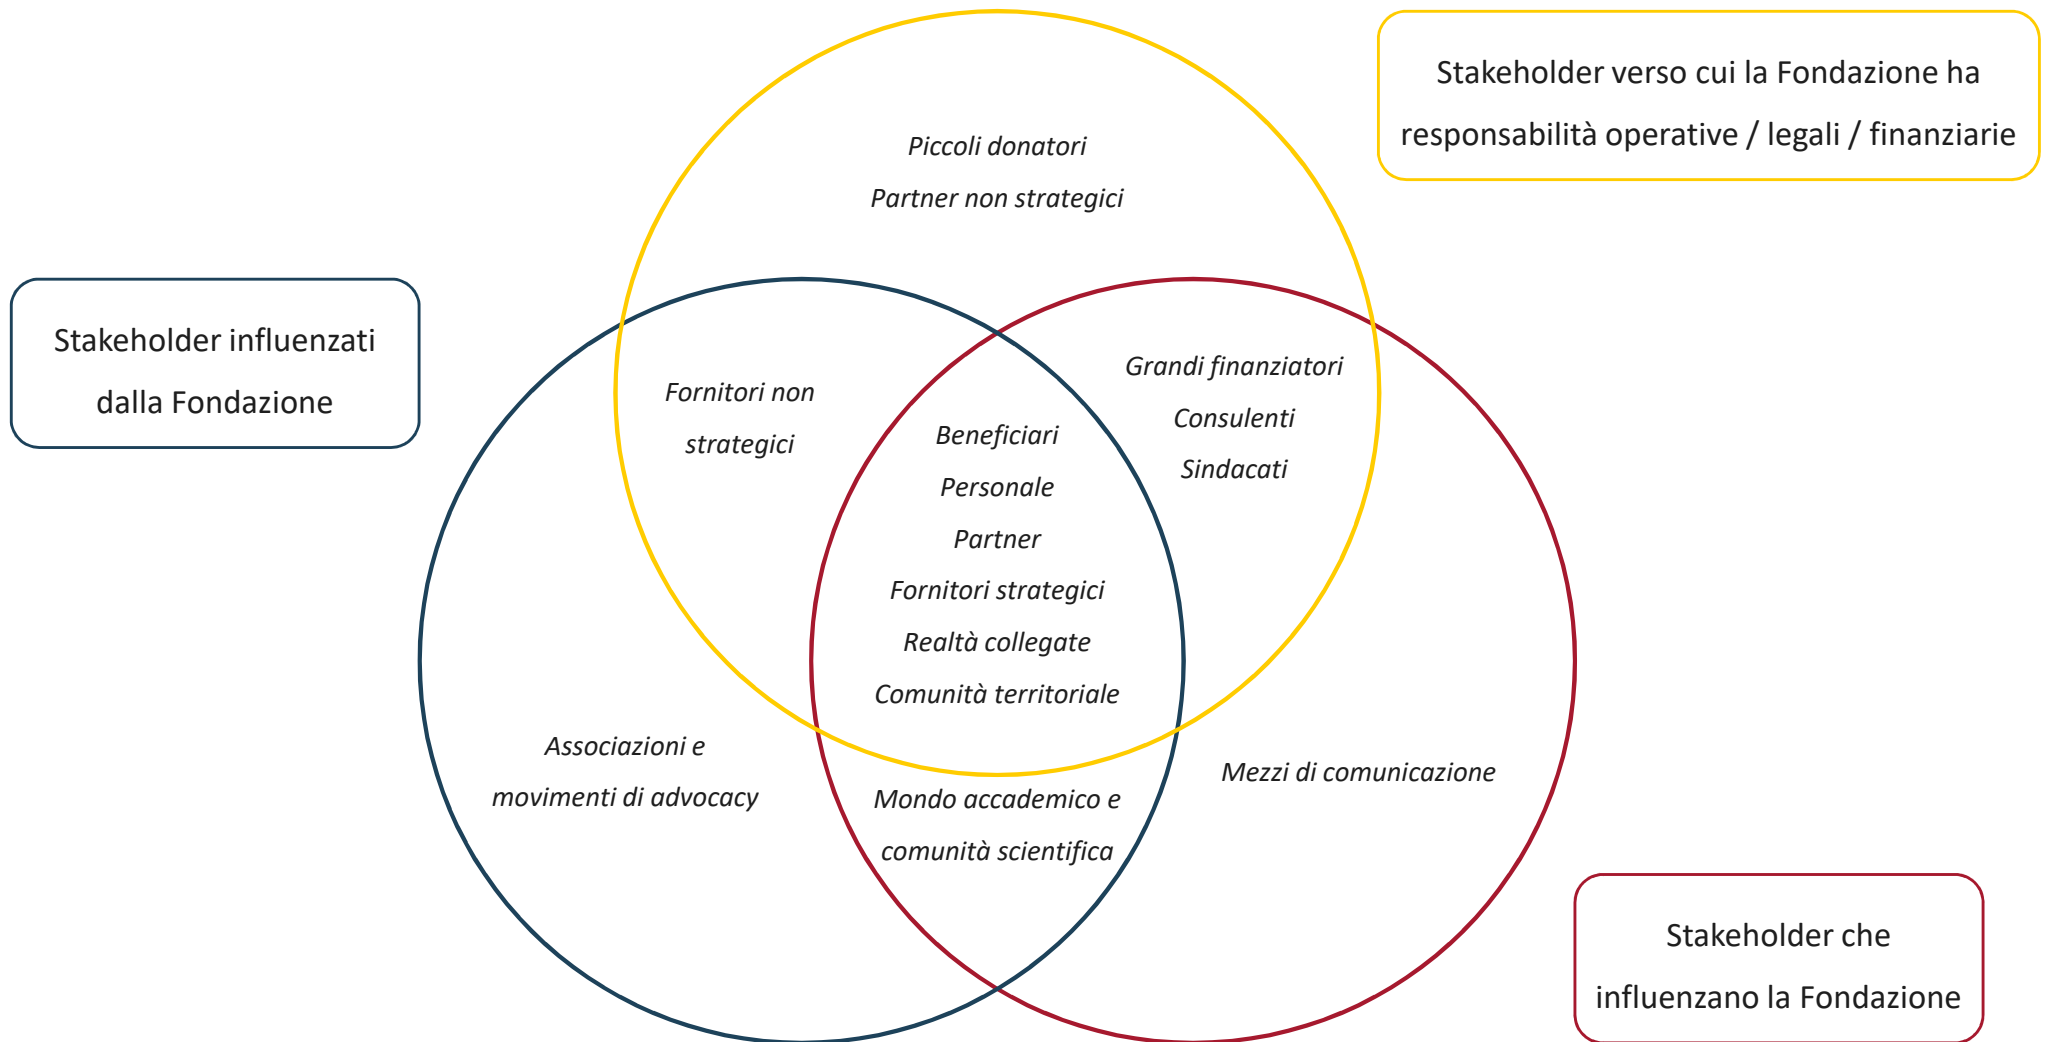 Stakeholder verso cui la Fondazione ha
responsabilità operative / legali / finanziarie
Piccoli donatori
Partner non strategici
Stakeholder influenzati
dalla Fondazione
Fornitori non
strategici
Grandi finanziatori
Consulenti
Sindacati
Beneficiari
Personale
Partner
Fornitori strategici
Realtà collegate
Comunità territoriale
Associazioni e
movimenti di advocacy
Mondo accademico e
comunità scientifica
Mezzi di comunicazione
Stakeholder che
influenzano la Fondazione